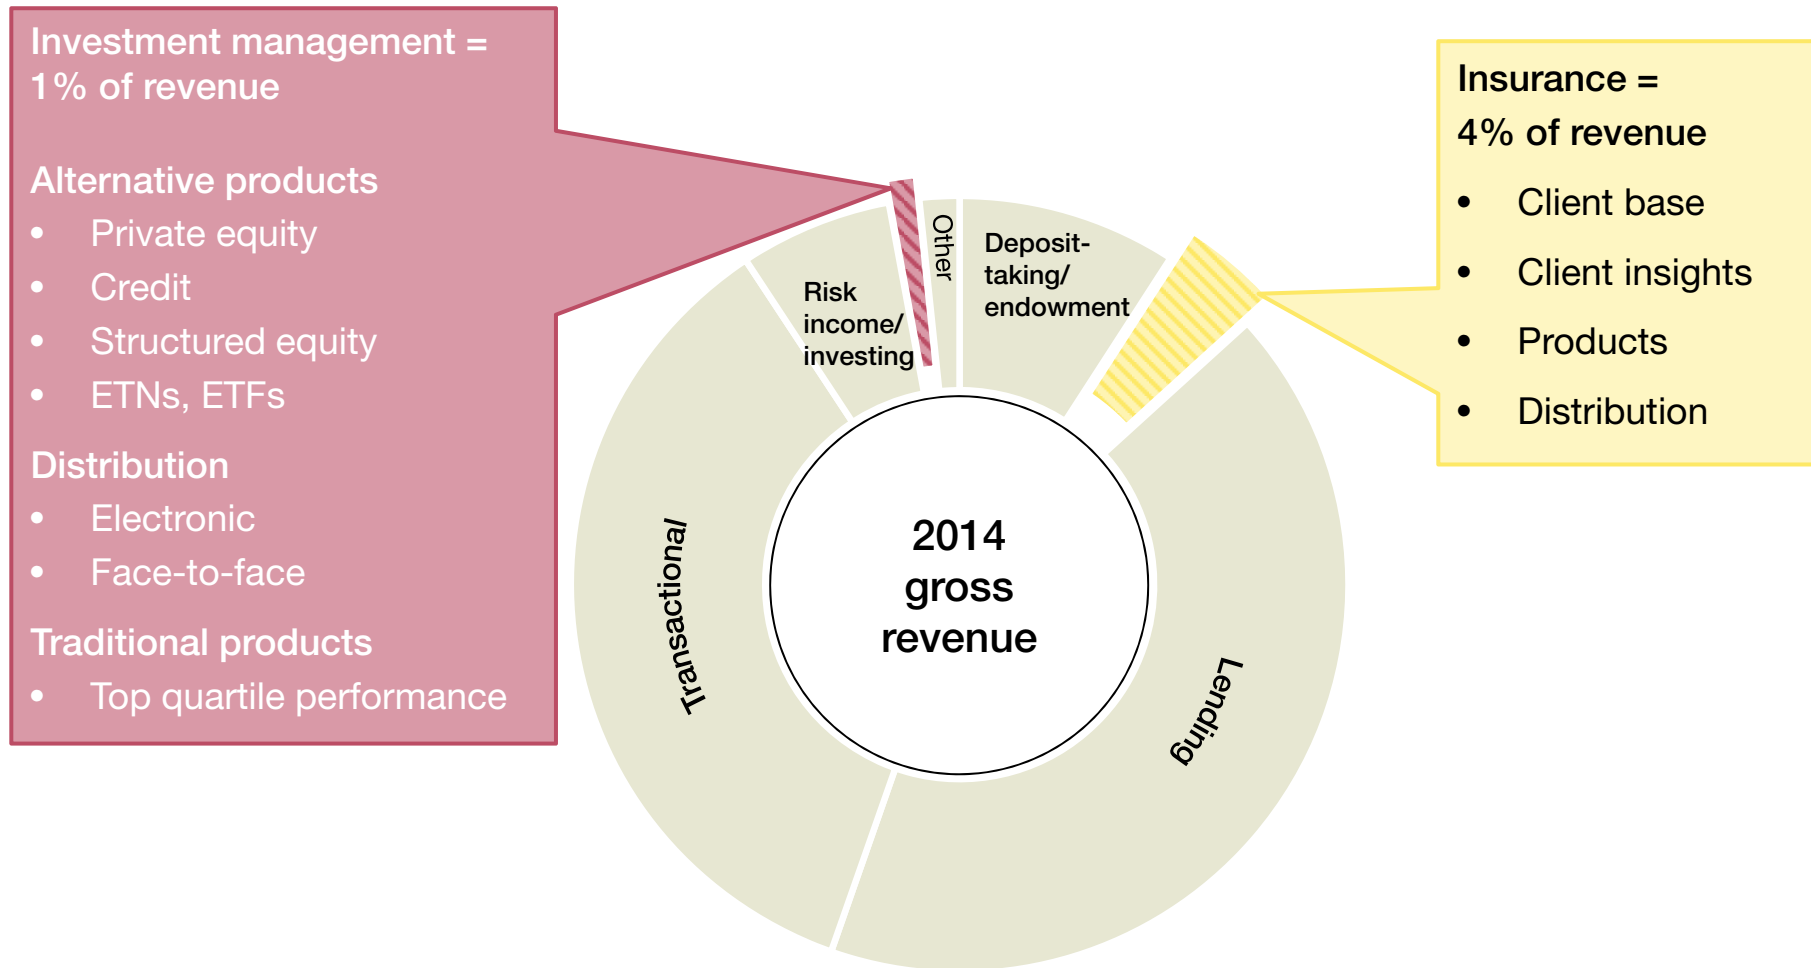 Investment management =
1% of revenue
Alternative products
• Private equity
• Credit
• Structured equity
• ETNs, ETFs
Distribution
• Electronic
• Face-to-face
Traditional products
• Top quartile performance
Transactional
Risk
income/
investing
Other
Deposit-
taking/
endowment
Lending
2014
gross
revenue
Insurance =
4% of revenue
• Client base
• Client insights
• Products
• Distribution